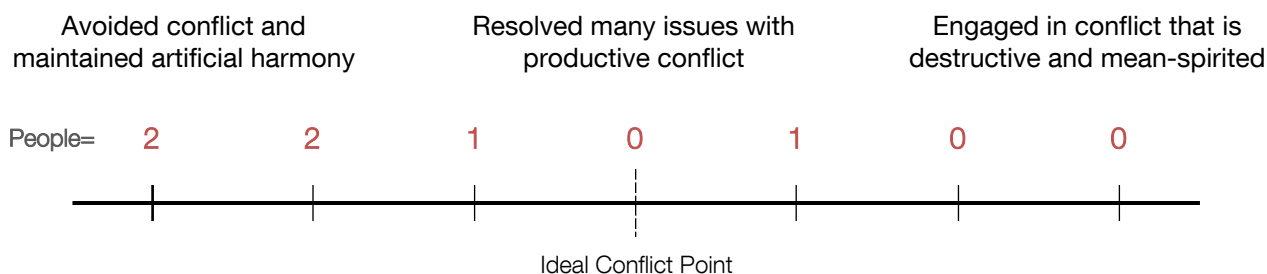 Avoided conflict and
maintained artificial harmony
Resolved many issues with
productive conflict
Engaged in conflict that is
destructive and mean-spirited
People= 2 2 1 0 1 0 0
Ideal Conflict Point